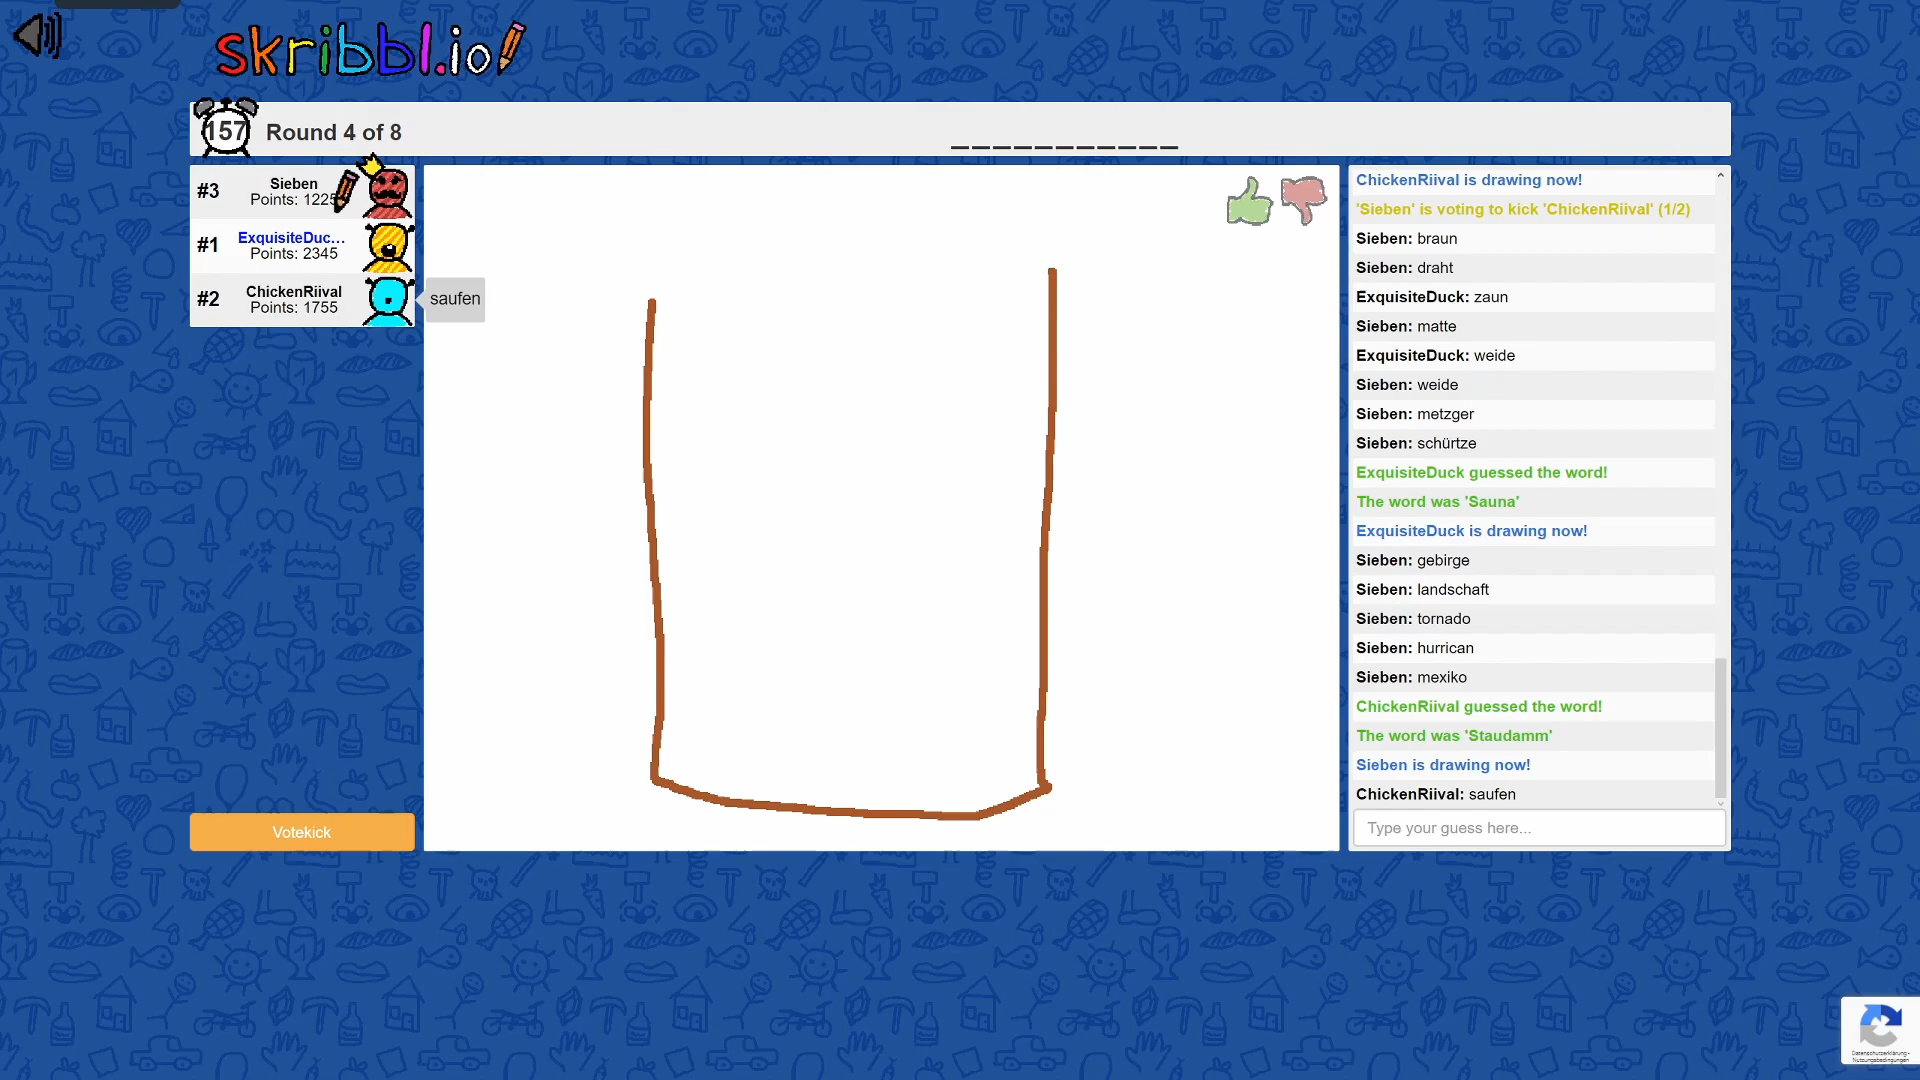 skribbl.io
157
Round 4 of 8
___________
#3
Sieben
Points: 1225
#1
ExquisiteDuc...
Points: 2345
#2
ChickenRiival
Points: 1755
saufen
Votekick
ChickenRiival is drawing now!
'Sieben' is voting to kick 'ChickenRiival' (1/2)
Sieben: braun
Sieben: draht
ExquisiteDuck: zaun
Sieben: matte
ExquisiteDuck: weide
Sieben: weide
Sieben: metzger
Sieben: schürtze
ExquisiteDuck guessed the word!
The word was 'Sauna'
ExquisiteDuck is drawing now!
Sieben: gebirge
Sieben: landschaft
Sieben: tornado
Sieben: hurrican
Sieben: mexiko
ChickenRiival guessed the word!
The word was 'Staudamm'
Sieben is drawing now!
ChickenRiival: saufen
Type your guess here...
Datenschutzerklärung -
Nutzungsbedingungen